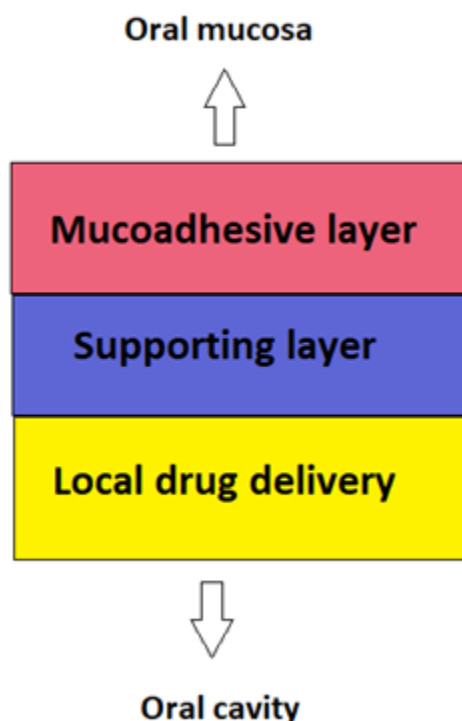 Oral mucosa
Mucoadhesive layer
Supporting layer
Local drug delivery
Oral cavity